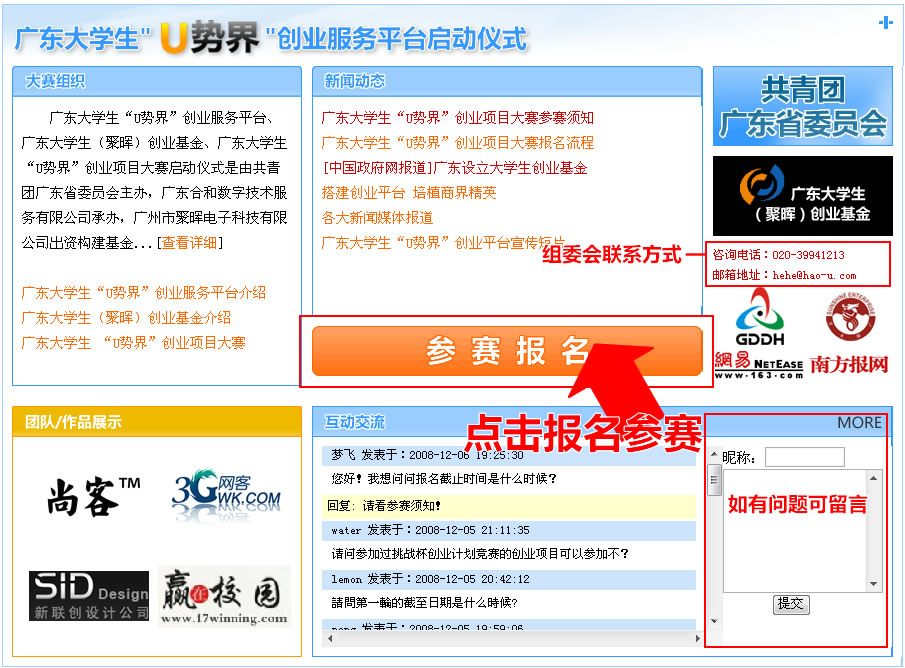 广东大学生"U势界"创业服务平台启动仪式
大赛组织
广东大学生“U势界”创业服务平台、
广东大学生（聚晖）创业基金、广东大学生
“U势界”创业项目大赛启动仪式是由共青
团广东省委员会主办，广东合和数字技术服
务有限公司承办，广州市聚晖电子科技有限
公司出资构建基金...[查看详细]
广东大学生“U势界”创业服务平台介绍
广东大学生（聚晖）创业基金介绍
广东大学生 “U势界”创业项目大赛
新闻动态
广东大学生“U势界”创业项目大赛参赛须知
广东大学生“U势界”创业项目大赛报名流程
[中国政府网报道]广东设立大学生创业基金
搭建创业平台 培植商界精英
各大新闻媒体报道
广东大学生“U势界”创业平台宣传短片
共青团
广东省委员会
广东大学生
（聚晖）创业基金
组委会联系方式
咨询电话：020-39941213
邮箱地址：hehe@hao-u.com
GDDH
SUNSHINE ENTERPRISE
網易 NETEASE
www.163.com
南方报网
参赛报名
点击报名参赛
团队/作品展示
尚客™
3G网客
WK.COM
SID Design
新联创设计公司
赢在校园
www.17winning.com
互动交流
MORE
梦飞 发表于：2008-12-06 19:25:30
您好！我想问问报名截止时间是什么时候？
回复: 请看参赛须知！
water 发表于：2008-12-05 21:11:35
请问参加过挑战杯创业计划竞赛的创业项目可以参加不？
lemon 发表于：2008-12-05 20:42:12
請問第一輪的截至日期是什么時候?
发表于：2008-12-05 19:59:06
昵称:
如有问题可留言
提交